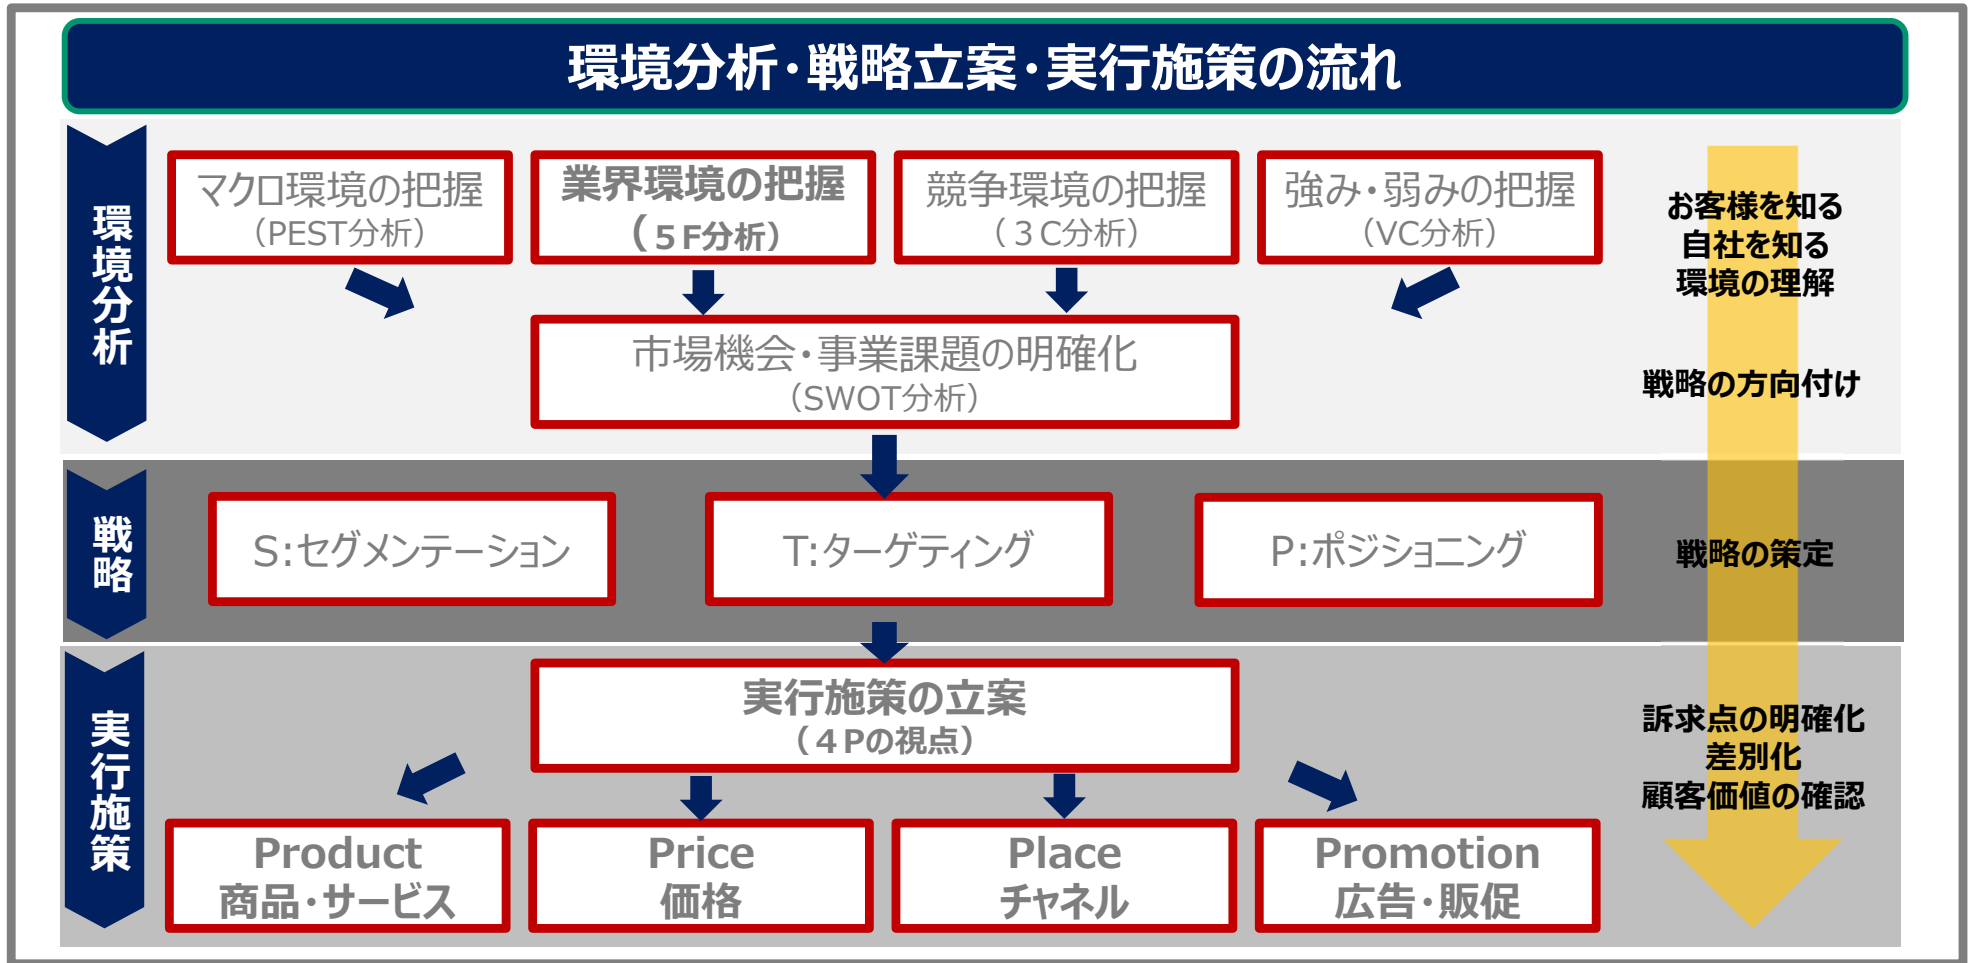 環境分析・戦略立案・実行施策の流れ
環境分析
マクロ環境の把握
（PEST分析）
業界環境の把握
（５F分析）
競争環境の把握
（３C分析）
強み・弱みの把握
（VC分析）
お客様を知る
自社を知る
環境の理解
市場機会・事業課題の明確化
（SWOT分析）
戦略の方向付け
戦略
S:セグメンテーション
T:ターゲティング
P:ポジショニング
戦略の策定
実行施策
実行施策の立案
（４Pの視点）
訴求点の明確化
差別化
顧客価値の確認
Product
商品・サービス
Price
価格
Place
チャネル
Promotion
広告・販促